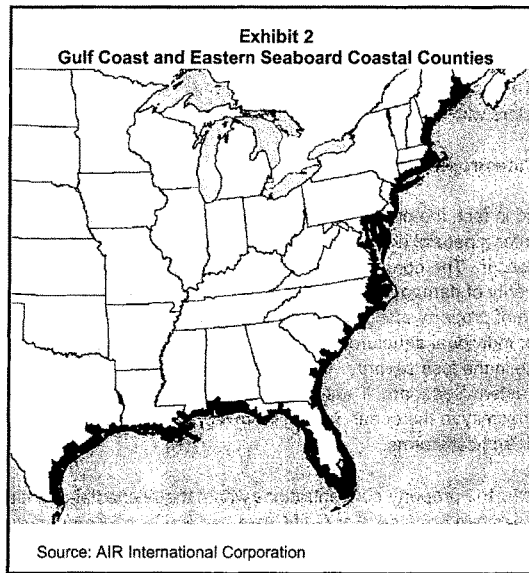 Exhibit 2
Gulf Coast and Eastern Seaboard Coastal Counties
Source: AIR International Corporation